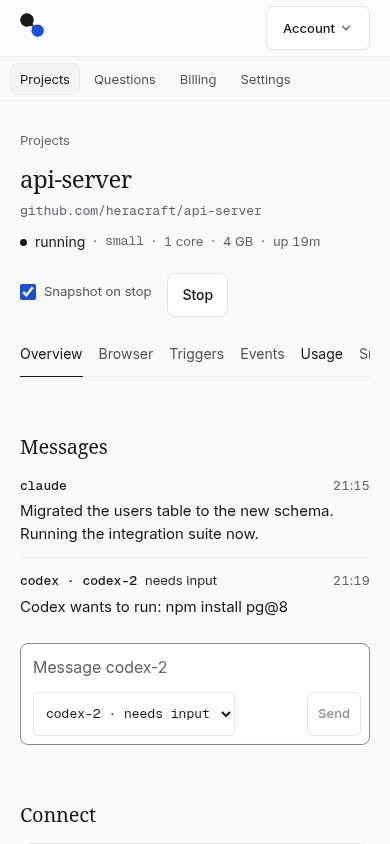 Account
Projects Questions Billing Settings
Projects
api-server
github.com/heracraft/api-server
running · small · 1 core · 4 GB · up 19m
Snapshot on stop Stop
Overview Browser Triggers Events Usage
Messages
claude 21:15
Migrated the users table to the new schema.
Running the integration suite now.
codex · codex-2 needs input 21:19
Codex wants to run: npm install pg@8
Message codex-2
codex-2 · needs input Send
Connect